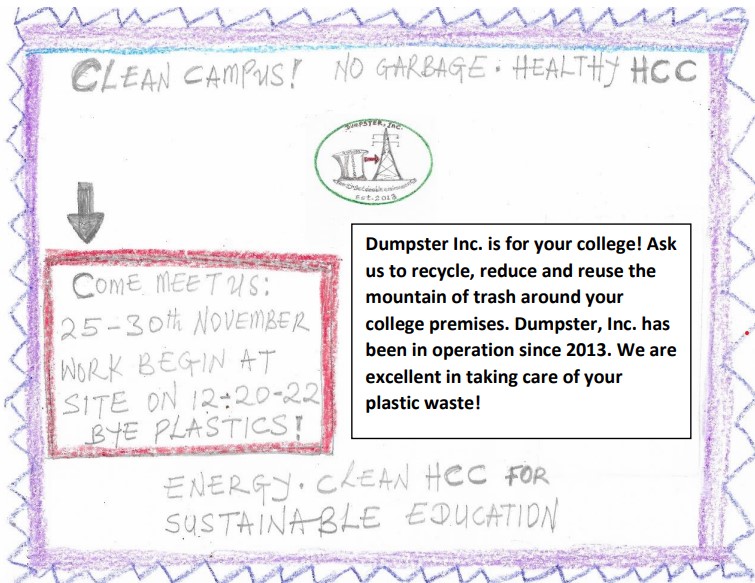 CLEAN CAMPUS! NO GARBAGE. HEALTHY HCC
DUMPSTER, INC.
EST. 2013
COME MEET US:
25-30th NOVEMBER
WORK BEGIN AT
SITE ON 12-20-22
BYE PLASTICS!
Dumpster Inc. is for your college! Ask
us to recycle, reduce and reuse the
mountain of trash around your
college premises. Dumpster, Inc. has
been in operation since 2013. We are
excellent in taking care of your
plastic waste!
ENERGY. CLEAN HCC FOR
SUSTAINABLE EDUCATION